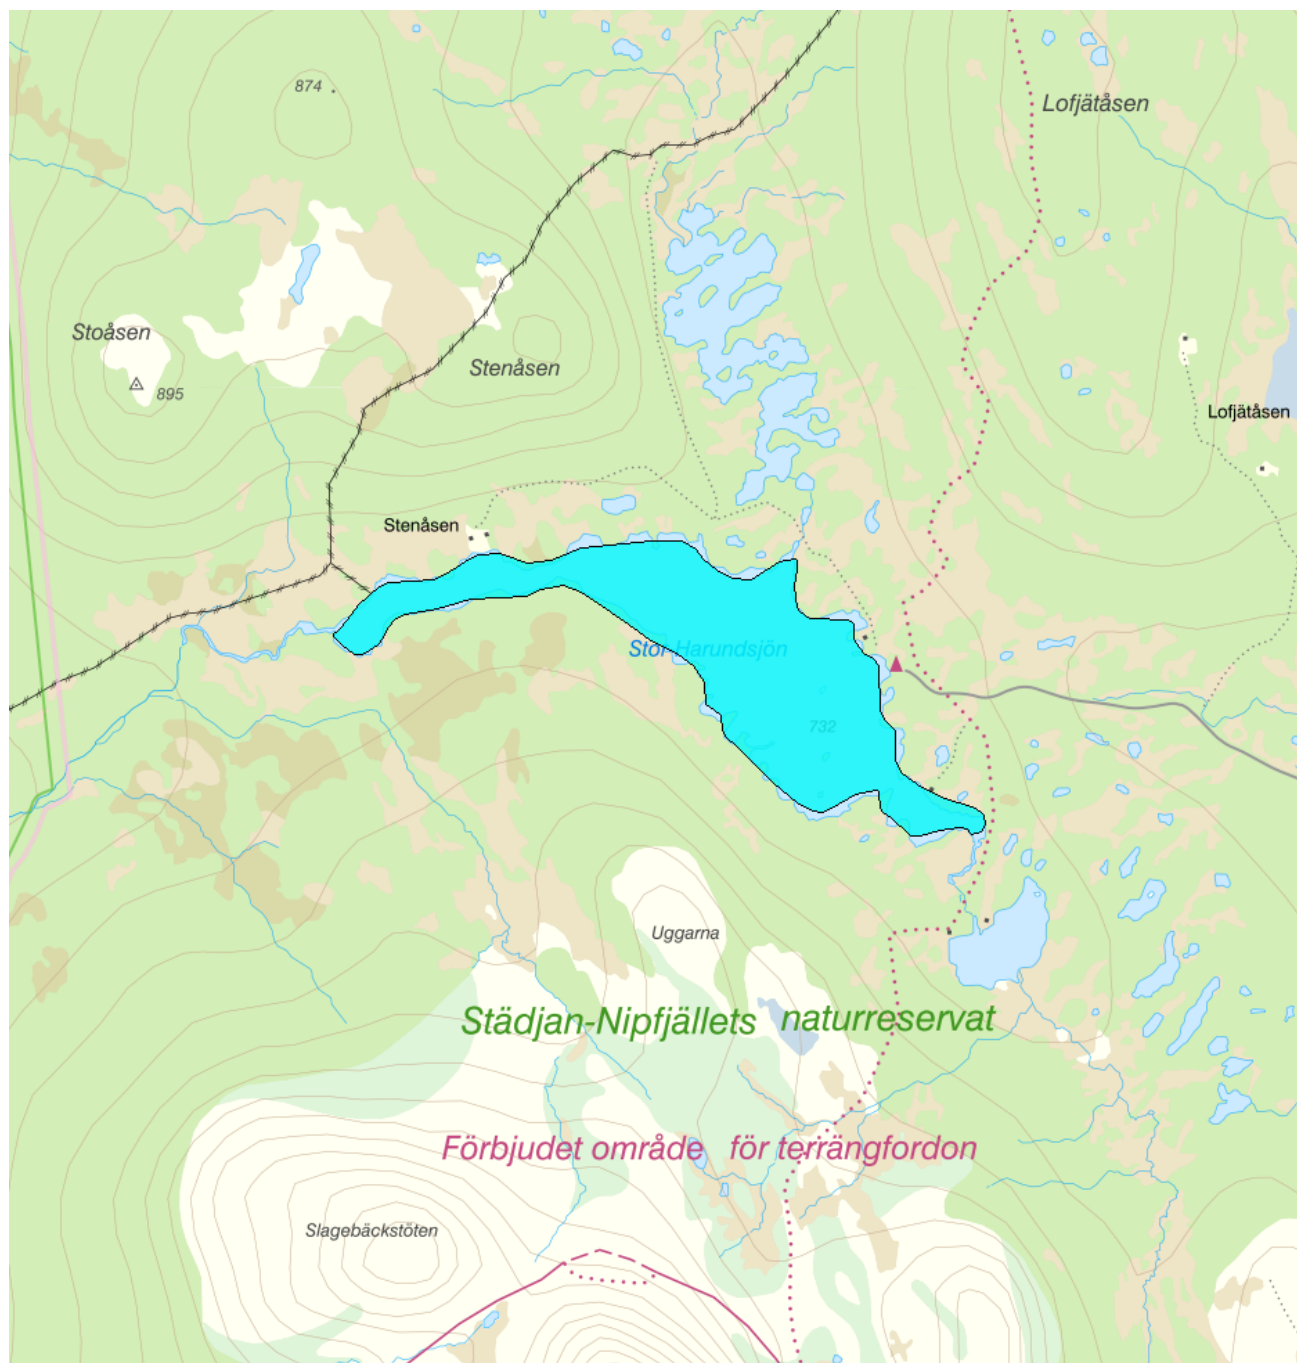 874
Lofjätåsen
Stoåsen
895
Stenåsen
Lofjätåsen
Stenåsen
Stor-Harundsjön
732
Uggarna
Städjan-Nipfjällets naturreservat
Förbjudet område för terrängfordon
Slagebäckstöten